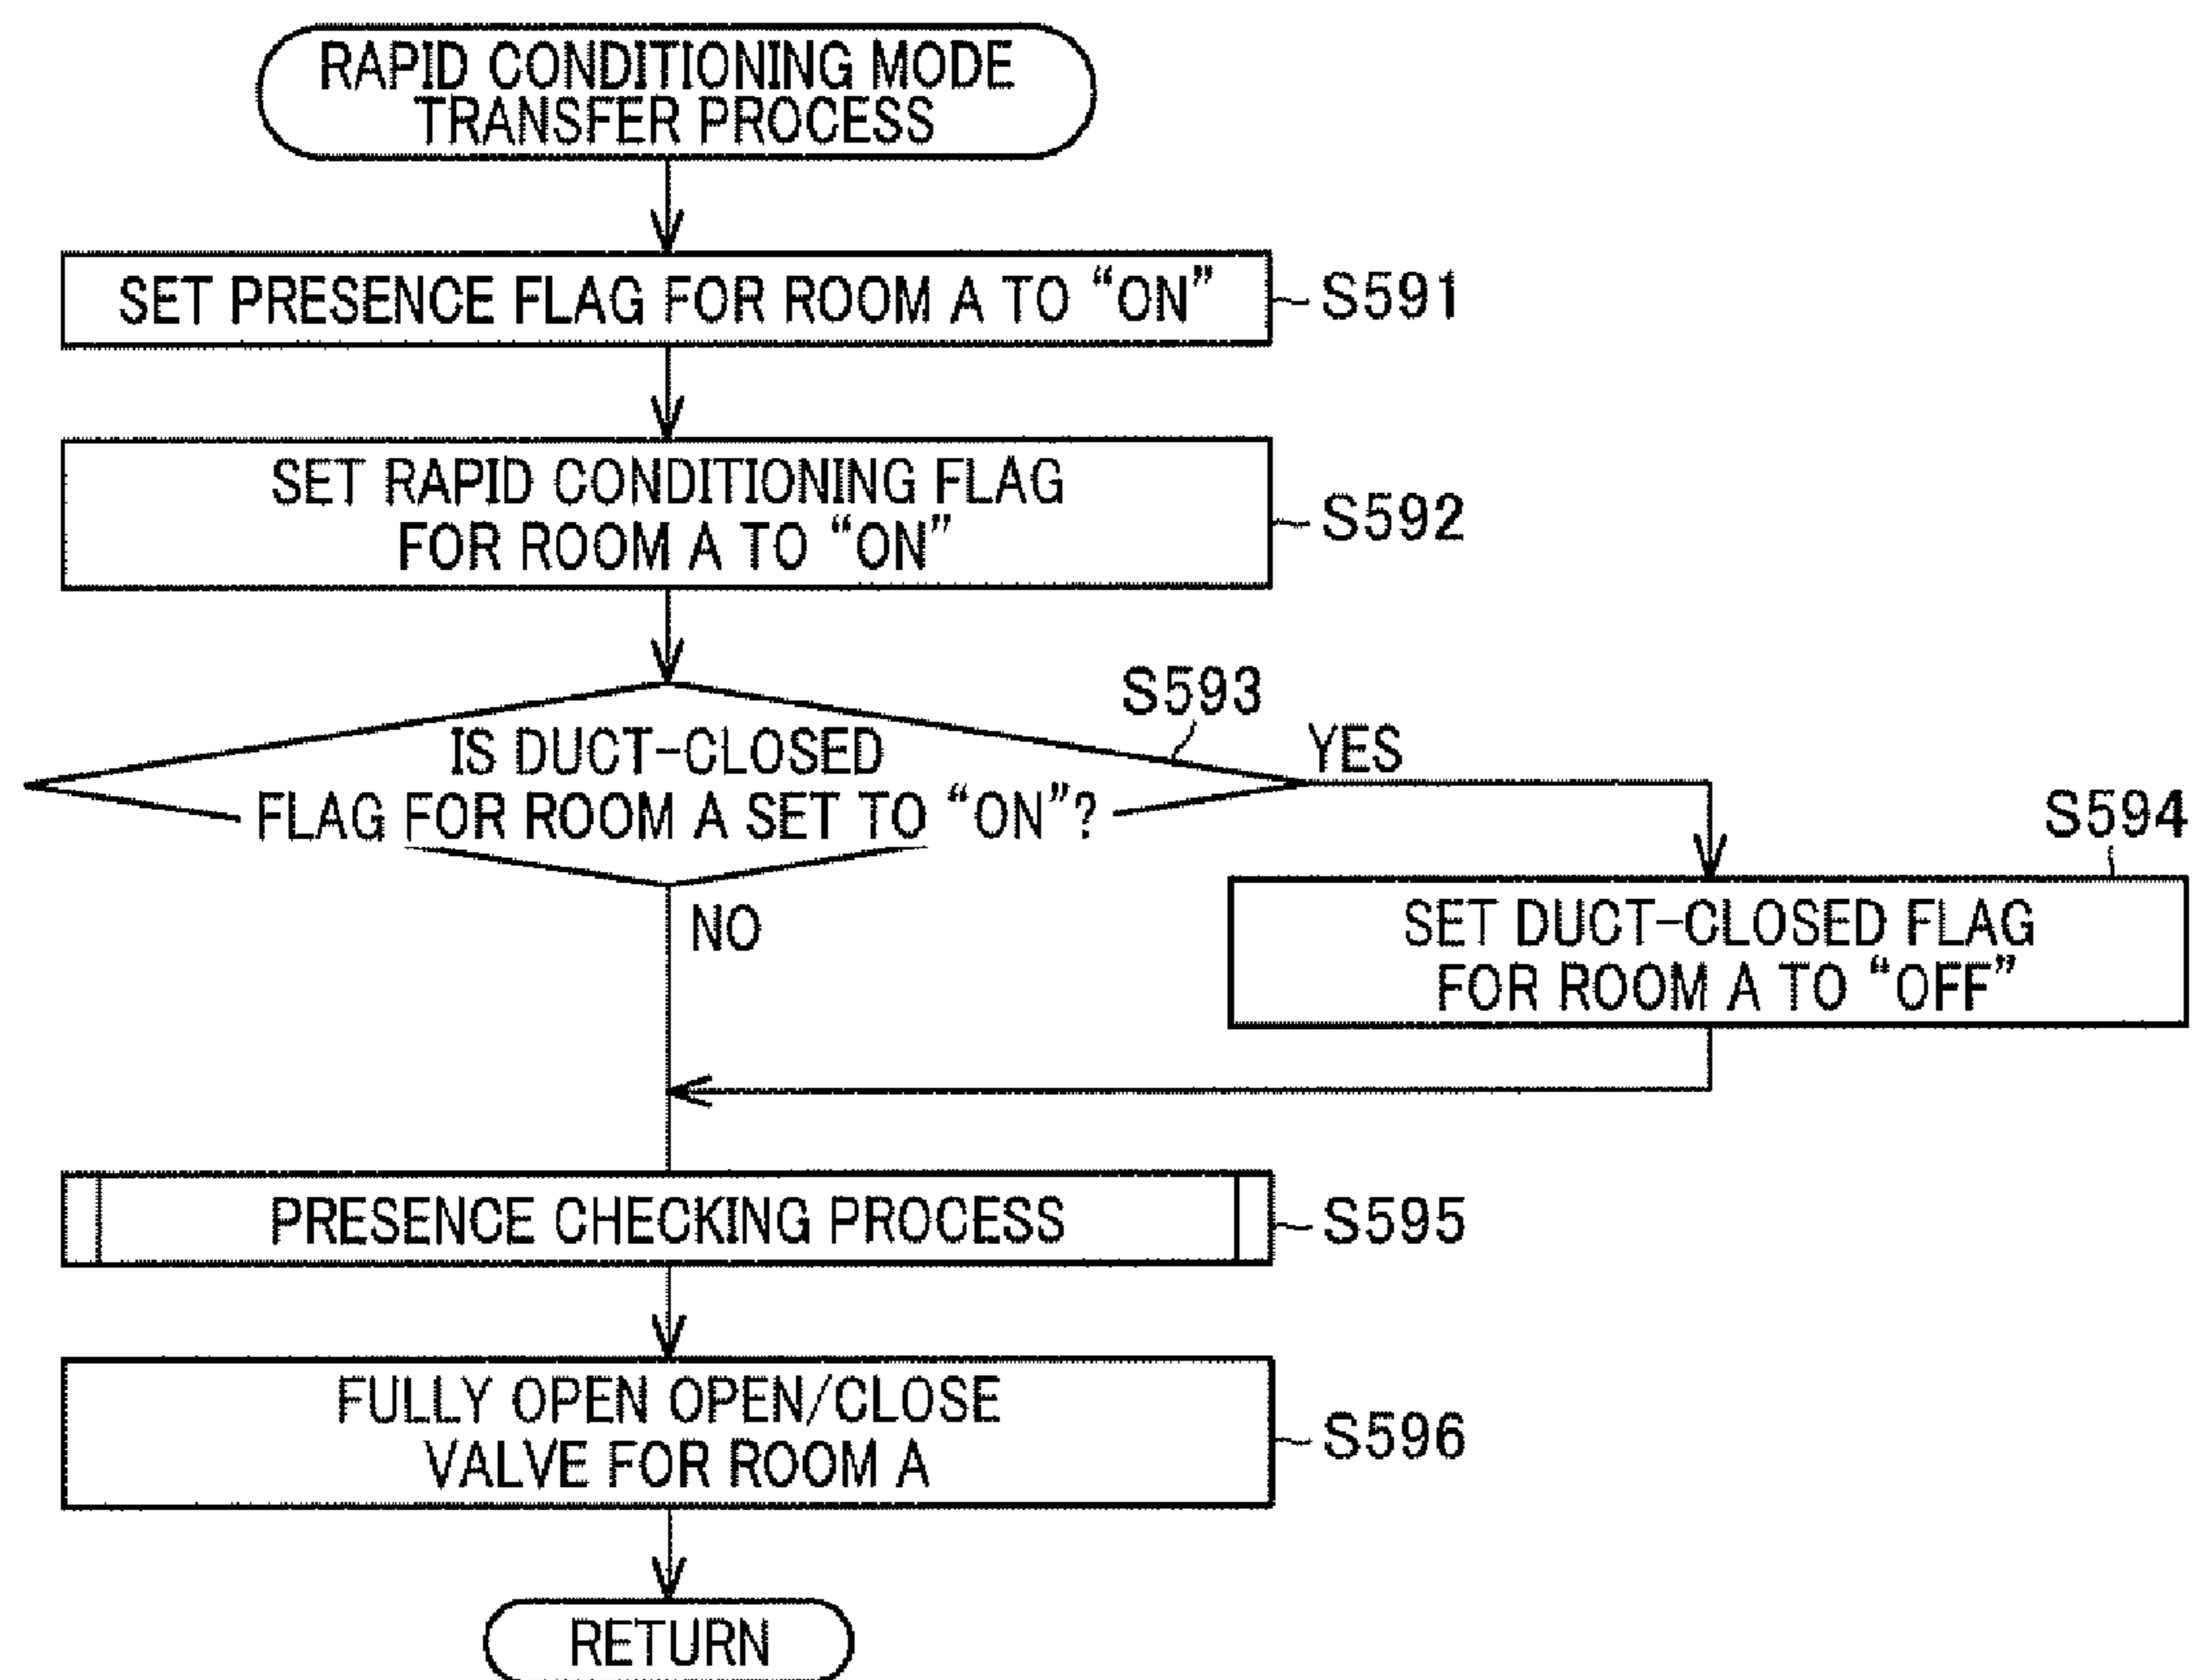 RAPID CONDITIONING MODE
TRANSFER PROCESS
SET PRESENCE FLAG FOR ROOM A TO “ON”
S591
SET RAPID CONDITIONING FLAG
FOR ROOM A TO “ON”
S592
S593
IS DUCT-CLOSED
FLAG FOR ROOM A SET TO “ON”?
YES
NO
S594
SET DUCT-CLOSED FLAG
FOR ROOM A TO “OFF”
PRESENCE CHECKING PROCESS
S595
FULLY OPEN OPEN/CLOSE
VALVE FOR ROOM A
S596
RETURN